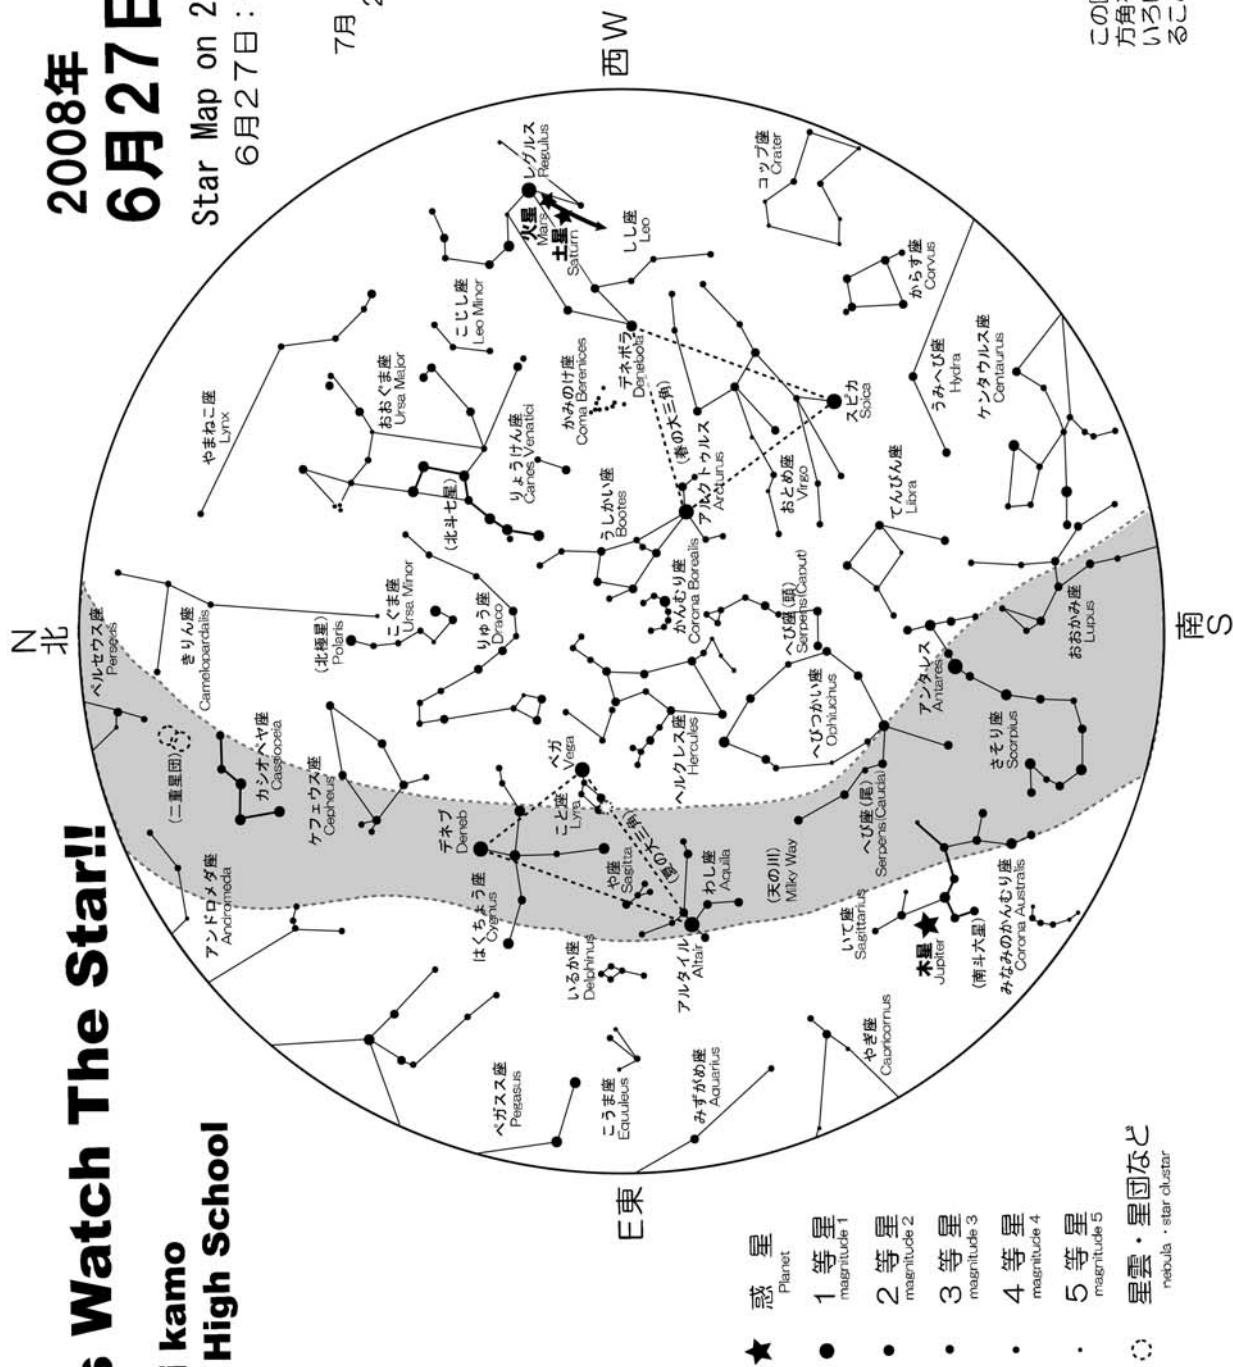 s Watch The Star!!
i kamo
High School
2008年
6月27日
Star Map on 2
6月27日:
7月
N
北
西 W
南
S
E 東
ペルセウス座
Perseus
きりん座
Camelopardalis
(二重星団)
カシオペヤ座
Cassiopeia
アンドロメダ座
Andromeda
ケフェウス座
Cepheus
(北極星)
Polaris
こぐま座
Ursa Minor
りゅう座
Draco
やまねこ座
Lynx
おおぐま座
Ursa Major
(北斗七星)
こじし座
Leo Minor
りょうけん座
Canes Venatici
かみのけ座
Coma Berenices
レグルス
Regulus
火星
Mars
土星
Saturn
しし座
Leo
デネボラ
Denebola
(春の大三角)
うしかい座
Bootes
アルクトゥルス
Arcturus
かんむり座
Corona Borealis
コップ座
Crater
からす座
Corvus
スピカ
Spica
おとめ座
Virgo
うみへび座
Hydra
ケンタウルス座
Centaurus
てんびん座
Libra
へび座(頭)
Serpens(Caput)
へびつかい座
Ophiuchus
ヘルクレス座
Hercules
ベガ
Vega
こと座
Lyra
デネブ
Deneb
はくちょう座
Cygnus
や座
Sagitta
(夏の大三角)
わし座
Aquila
アルタイル
Altair
いるか座
Delphinus
ペガスス座
Pegasus
こうま座
Equuleus
みずがめ座
Aquarius
やぎ座
Capricornus
(天の川)
Milky Way
へび座(尾)
Serpens(Cauda)
いて座
Sagittarius
木星
Jupiter
(南斗六星)
みなみのかんむり座
Corona Australis
さそり座
Scorpius
アンタレス
Antares
おおかみ座
Lupus
惑 星
Planet
1 等 星
magnitude 1
2 等 星
magnitude 2
3 等 星
magnitude 3
4 等 星
magnitude 4
5 等 星
magnitude 5
星雲・星団など
nebula ・star clustar
方角
いろ
るこ